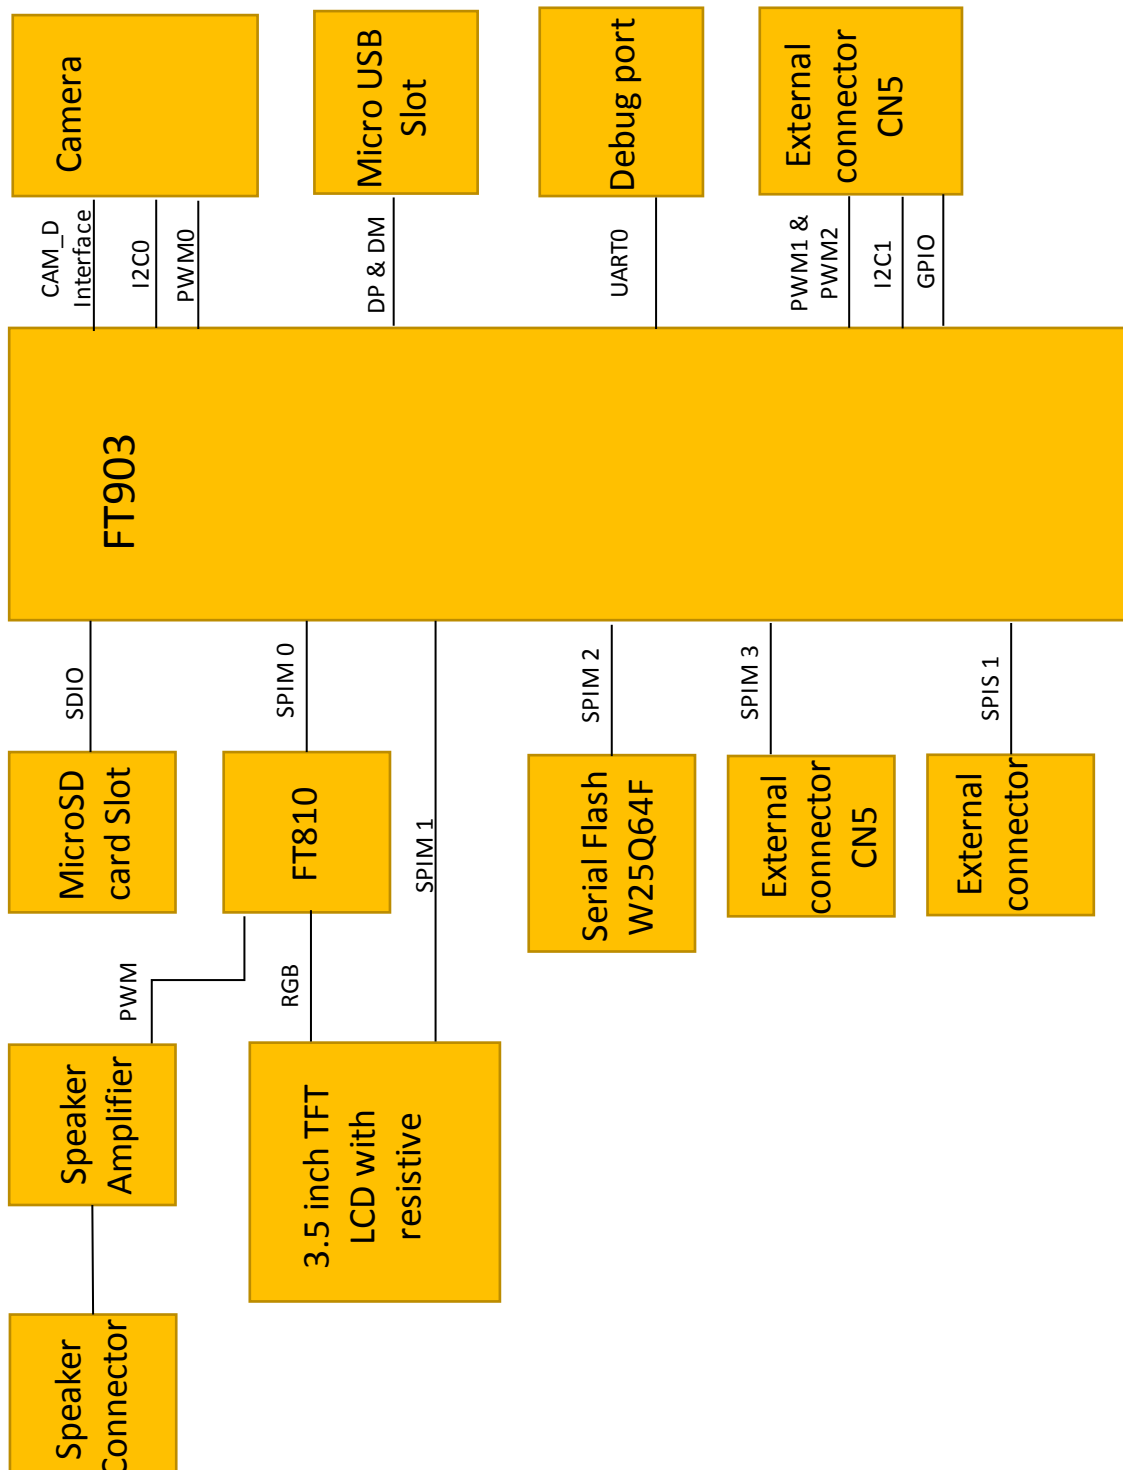 Camera
Micro USB
Slot
Debug port
External
connector
CN5
CAM_D
Interface
I2C0
PWM0
DP & DM
UART0
PWM1 &
PWM2
I2C1
GPIO
FT903
SDIO
SPIM 0
SPIM 1
SPIM 2
SPIM 3
SPIS 1
MicroSD
card Slot
FT810
Serial Flash
W25Q64F
External
connector
CN5
External
connector
PWM
RGB
Speaker
Amplifier
3.5 inch TFT
LCD with
resistive
Speaker
Connector